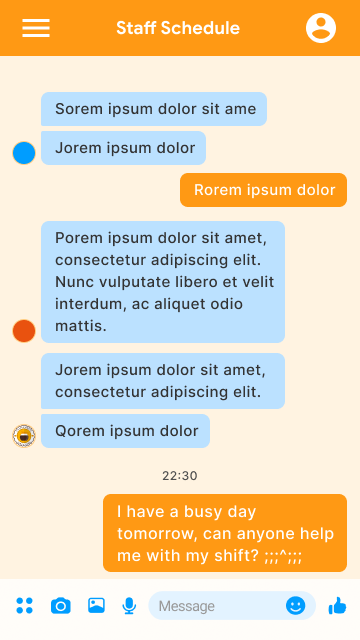 Staff Schedule
Sorem ipsum dolor sit ame
Jorem ipsum dolor
Rorem ipsum dolor
Porem ipsum dolor sit amet,
consectetur adipiscing elit.
Nunc vulputate libero et velit
interdum, ac aliquet odio
mattis.
Jorem ipsum dolor sit amet,
consectetur adipiscing elit.
Qorem ipsum dolor
22:30
I have a busy day
tomorrow, can anyone help
me with my shift? ;;;^;;;
Message